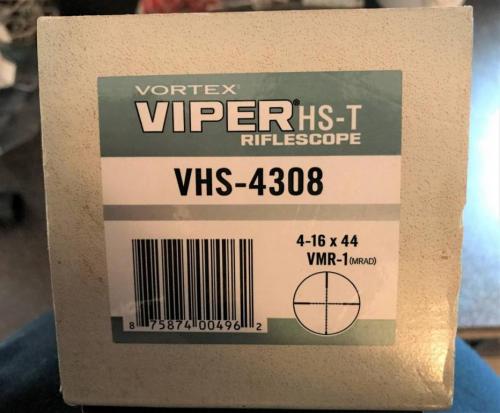 VORTEX®
VIPER® HS-T
RIFLESCOPE
VHS-4308
4-16 x 44
VMR-1(MRAD)
8 75874 00496 2